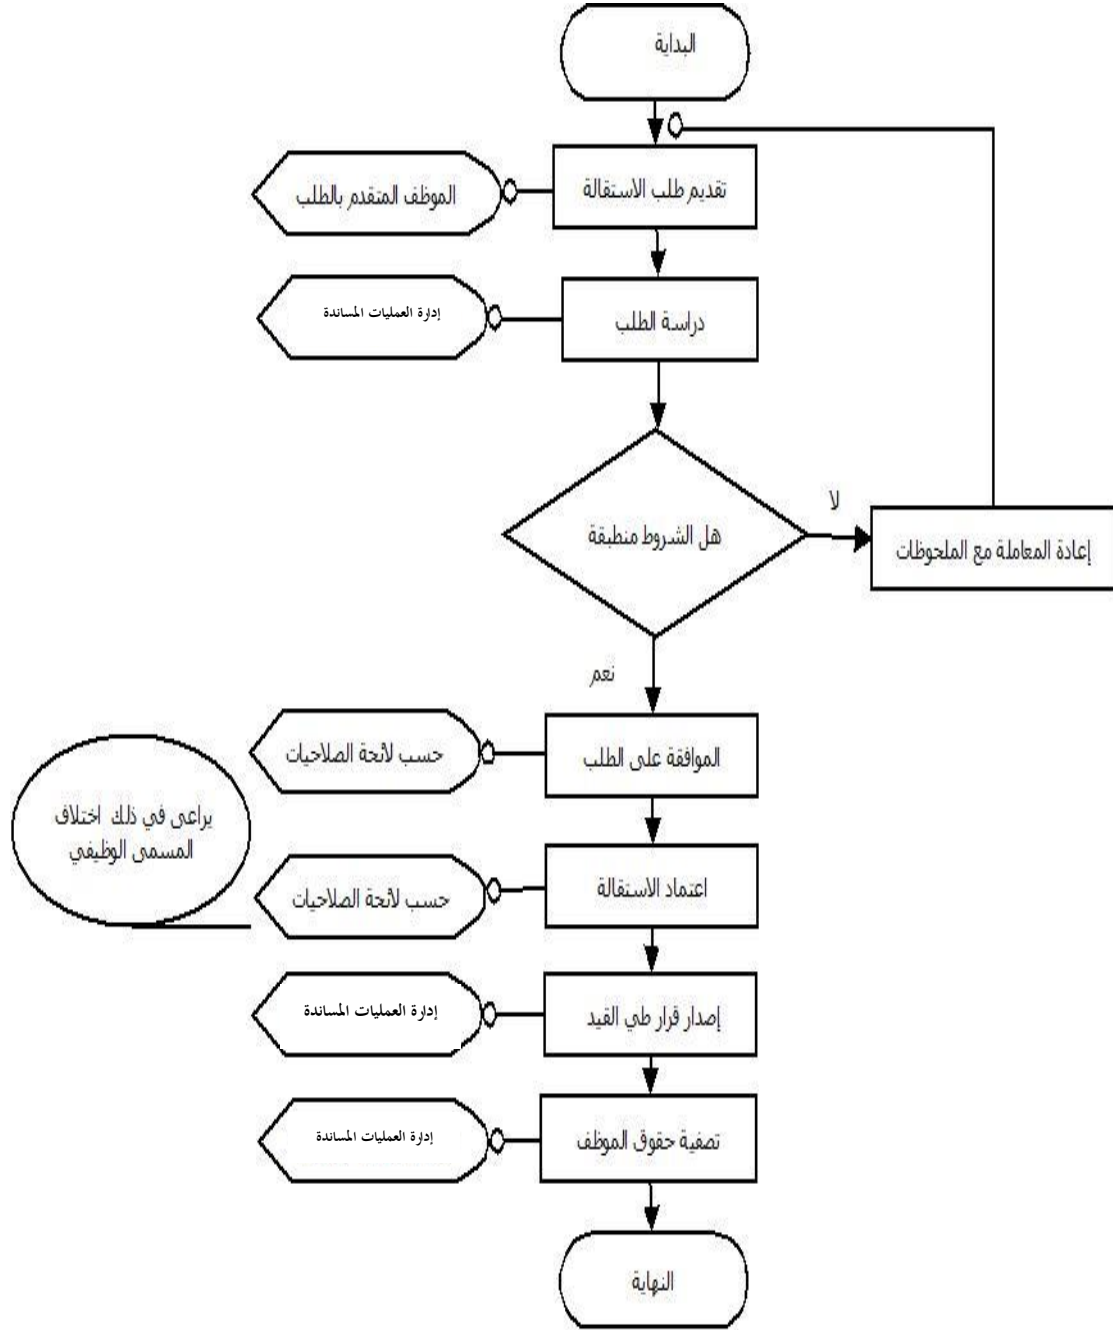 البداية
تقديم طلب الاستقالة
الموظف المتقدم بالطلب
دراسة الطلب
إدارة العمليات المساندة
هل الشروط منطبقة
لا
إعادة المعاملة مع الملحوظات
نعم
الموافقة على الطلب
حسب لائحة الصلاحيات
يراعى في ذلك اختلاف
المسمى الوظيفي
اعتماد الاستقالة
حسب لائحة الصلاحيات
إصدار قرار طي القيد
إدارة العمليات المساندة
تصفية حقوق الموظف
إدارة العمليات المساندة
النهاية